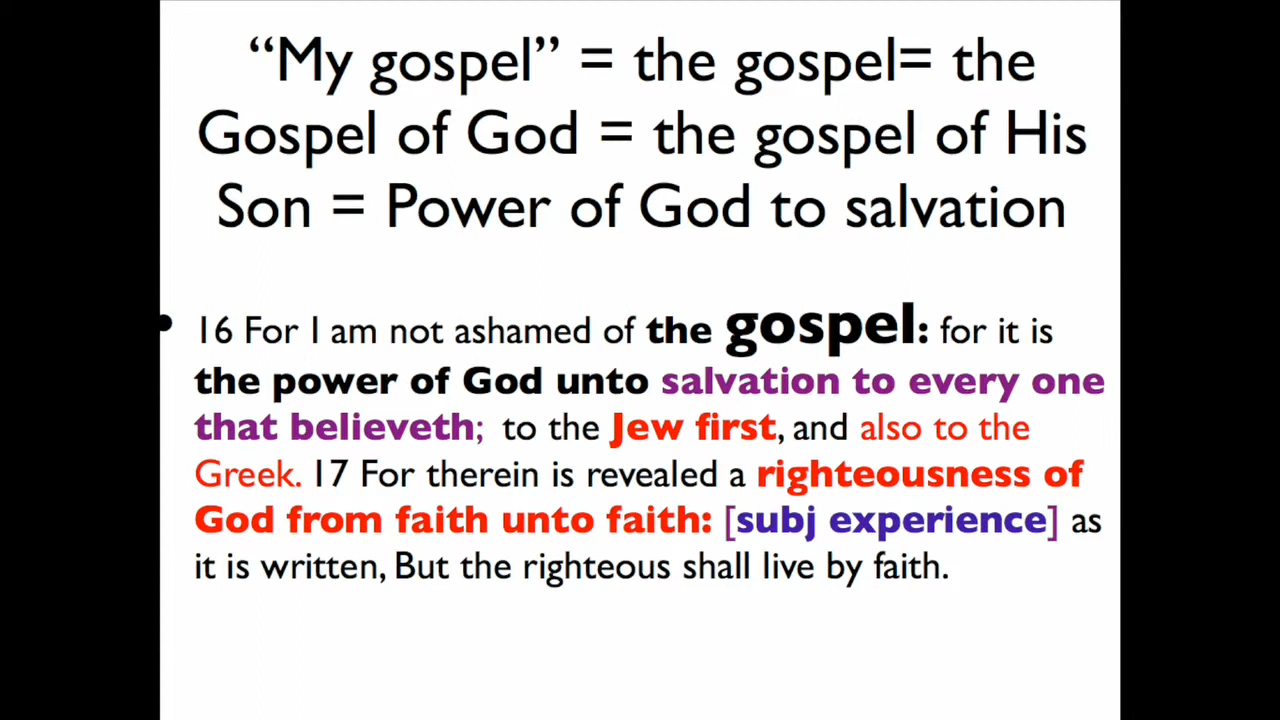 “My gospel” = the gospel= the
Gospel of God = the gospel of His
Son = Power of God to salvation
• 16 For I am not ashamed of the gospel: for it is
the power of God unto salvation to every one
that believeth; to the Jew first, and also to the
Greek. 17 For therein is revealed a righteousness of
God from faith unto faith: [subj experience] as
it is written, But the righteous shall live by faith.